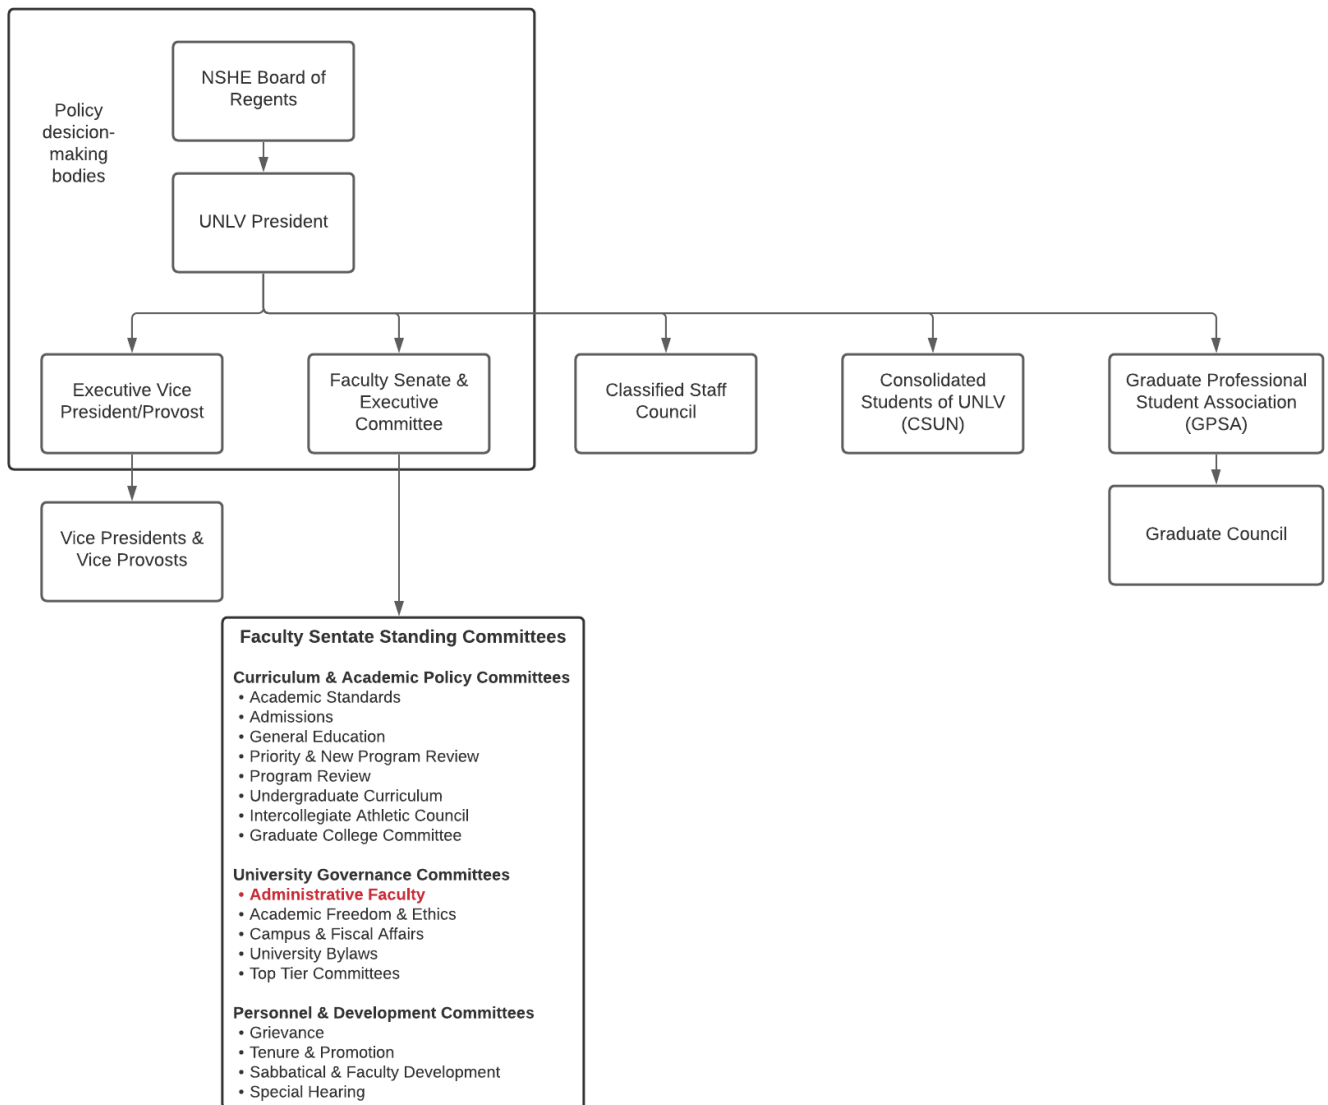 NSHE Board of
Regents
Policy
desicion-
making
bodies
UNLV President
Executive Vice
President/Provost
Faculty Senate &
Executive
Committee
Classified Staff
Council
Consolidated
Students of UNLV
(CSUN)
Graduate Professional
Student Association
(GPSA)
Vice Presidents &
Vice Provosts
Graduate Council
Faculty Sentate Standing Committees
Curriculum & Academic Policy Committees
• Academic Standards
• Admissions
• General Education
• Priority & New Program Review
• Program Review
• Undergraduate Curriculum
• Intercollegiate Athletic Council
• Graduate College Committee
University Governance Committees
• Administrative Faculty
• Academic Freedom & Ethics
• Campus & Fiscal Affairs
• University Bylaws
• Top Tier Committees
Personnel & Development Committees
• Grievance
• Tenure & Promotion
• Sabbatical & Faculty Development
• Special Hearing